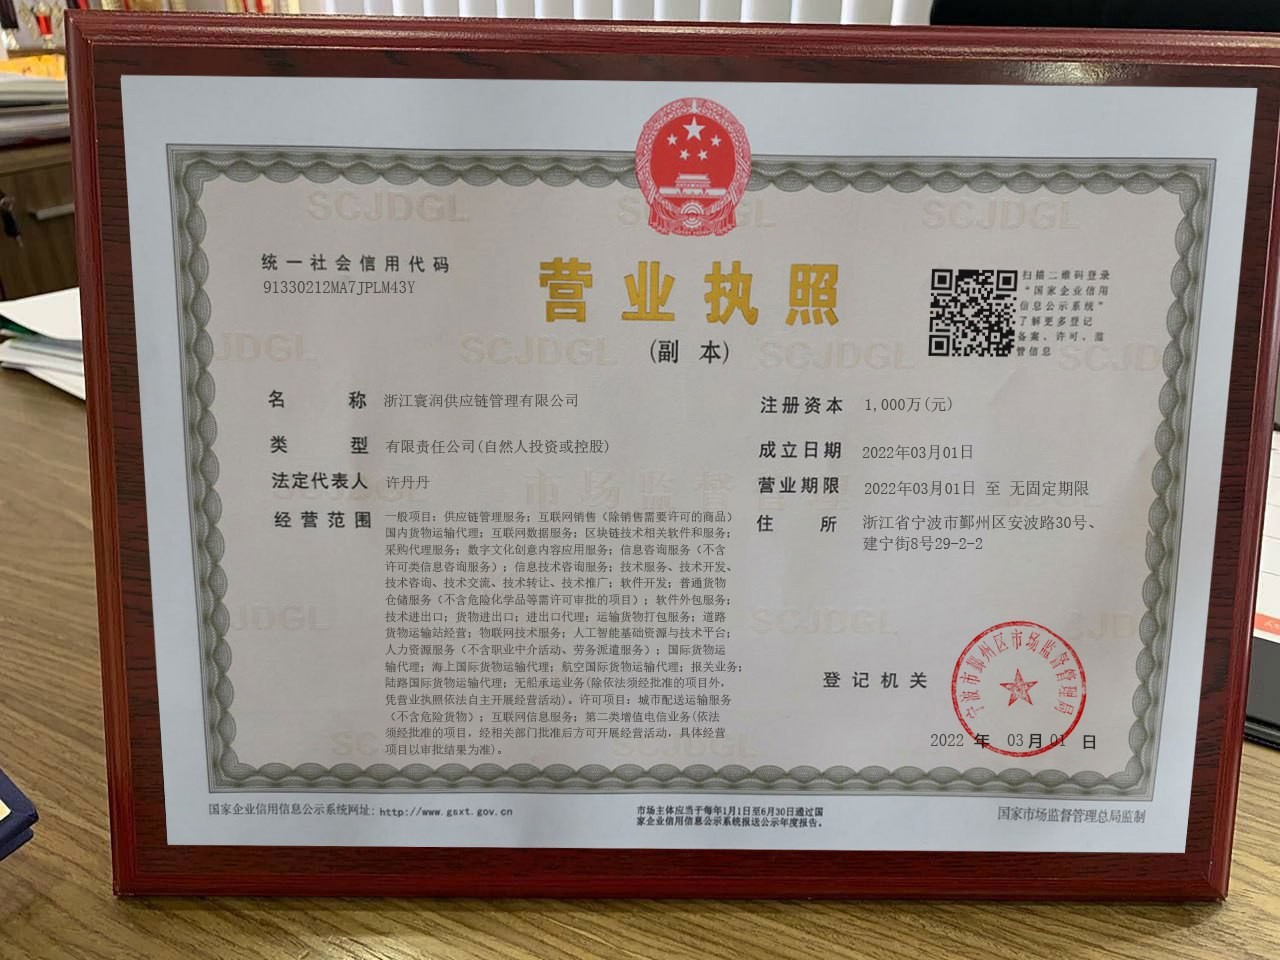 统一社会信用代码
91330212MA7JPLM43Y
营业执照
(副 本)
扫描二维码登录
“国家企业信用
信息公示系统”
了解更多登记
备案、许可、监
管信息
名 称 浙江寰润供应链管理有限公司
类 型 有限责任公司(自然人投资或控股)
法定代表人 许丹丹
经营范围 一般项目：供应链管理服务；互联网销售（除销售需要许可的商品）
国内货物运输代理；互联网数据服务；区块链技术相关软件和服务；
采购代理服务；数字文化创意内容应用服务；信息咨询服务（不含
许可类信息咨询服务）；信息技术咨询服务；技术服务、技术开发、
技术咨询、技术交流、技术转让、技术推广；软件开发；普通货物
仓储服务（不含危险化学品等需许可审批的项目）；软件外包服务；
技术进出口；货物进出口；进出口代理；运输货物打包服务；道路
货物运输站经营；物联网技术服务；人工智能基础资源与技术平台；
人力资源服务（不含职业中介活动、劳务派遣服务）；国际货物运
输代理；海上国际货物运输代理；航空国际货物运输代理；报关业务；
陆路国际货物运输代理；无船承运业务(除依法须经批准的项目外，
凭营业执照依法自主开展经营活动)。许可项目：城市配送运输服务
（不含危险货物）；互联网信息服务；第二类增值电信业务(依法
须经批准的项目，经相关部门批准后方可开展经营活动，具体经营
项目以审批结果为准)。
注册资本 1,000万(元)
成立日期 2022年03月01日
营业期限 2022年03月01日 至 无固定期限
住 所 浙江省宁波市鄞州区安波路30号、
建宁街8号29-2-2
登记机关
宁波市鄞州区市场监督管理局
2022 年 03月 01 日
国家企业信用信息公示系统网址：http://www.gsxt.gov.cn
市场主体应当于每年1月1日至6月30日通过国
家企业信用信息公示系统报送公示年度报告。
国家市场监督管理总局监制
SCJDGL
SCJDGL
SCJDGL
SCJDGL
市场监督